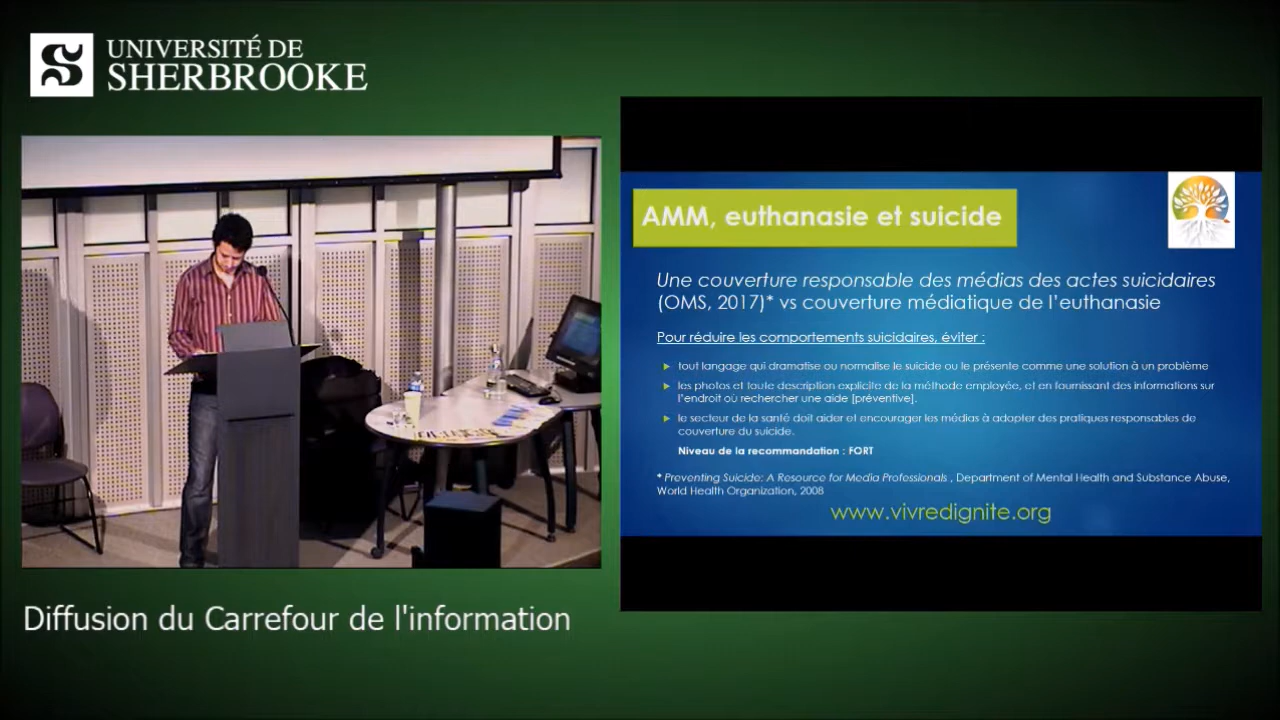 UNIVERSITÉ DE
SHERBROOKE
AMM, euthanasie et suicide
Une couverture responsable des médias des actes suicidaires
(OMS, 2017)* vs couverture médiatique de l'euthanasie
Pour réduire les comportements suicidaires, éviter :
tout langage qui dramatise ou normalise le suicide ou le présente comme une solution à un problème
les photos et toute description explicite de la méthode employée, et en fournissant des informations sur
l'endroit où rechercher une aide [préventive].
le secteur de la santé doit aider et encourager les médias à adopter des pratiques responsables de
couverture du suicide.
Niveau de la recommandation : FORT
* Preventing Suicide: A Resource for Media Professionals , Department of Mental Health and Substance Abuse,
World Health Organization, 2008
www.vivredignite.org
Diffusion du Carrefour de l'information